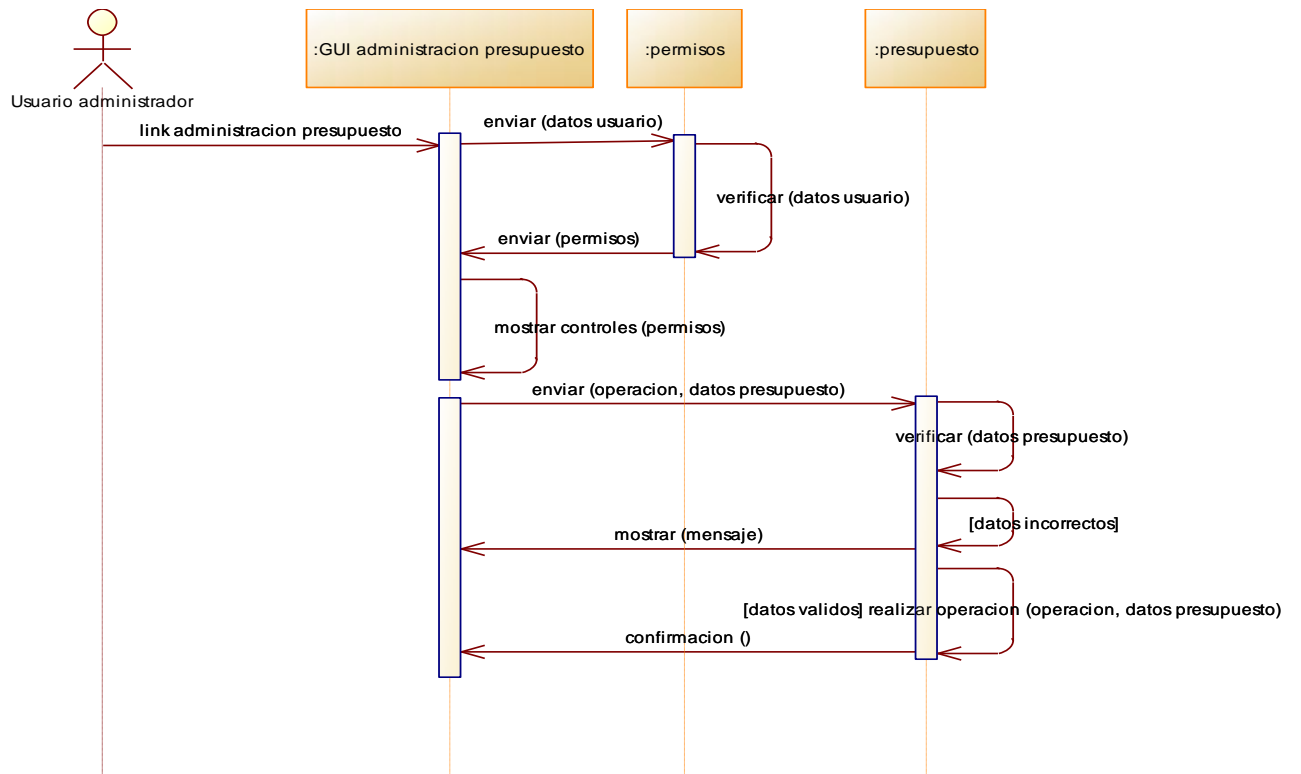 :GUI administracion presupuesto
:permisos
:presupuesto
Usuario administrador
link administracion presupuesto
enviar (datos usuario)
verificar (datos usuario)
enviar (permisos)
mostrar controles (permisos)
enviar (operacion, datos presupuesto)
verificar (datos presupuesto)
[datos incorrectos]
mostrar (mensaje)
[datos validos] realizar operacion (operacion, datos presupuesto)
confirmacion ()